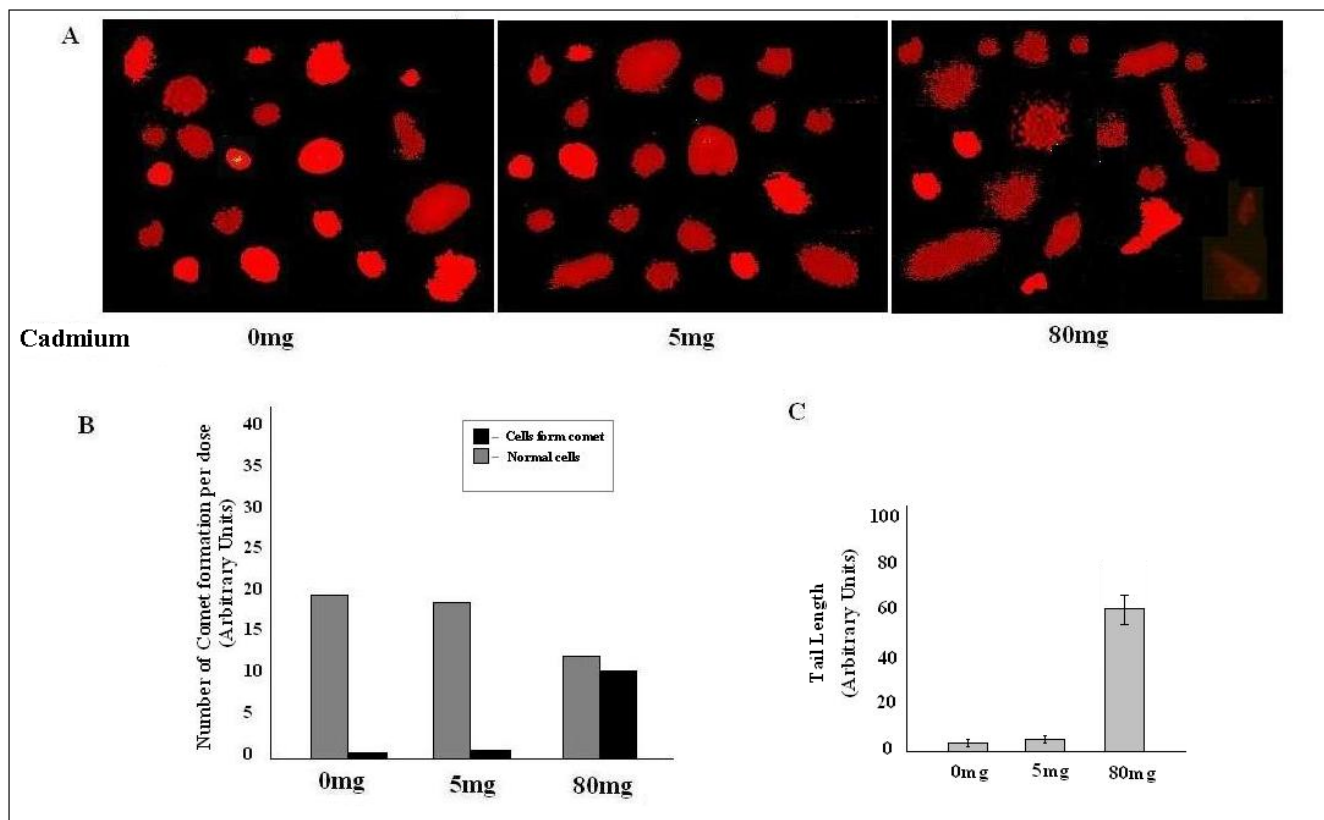 A
Cadmium 0mg 5mg 80mg
B
Number of Comet formation per dose
(Arbitrary Units)
40
35
30
25
20
15
10
5
0
– Cells form comet
– Normal cells
0mg 5mg 80mg
C
Tail Length
(Arbitrary Units)
100
80
60
40
20
0
0mg 5mg 80mg